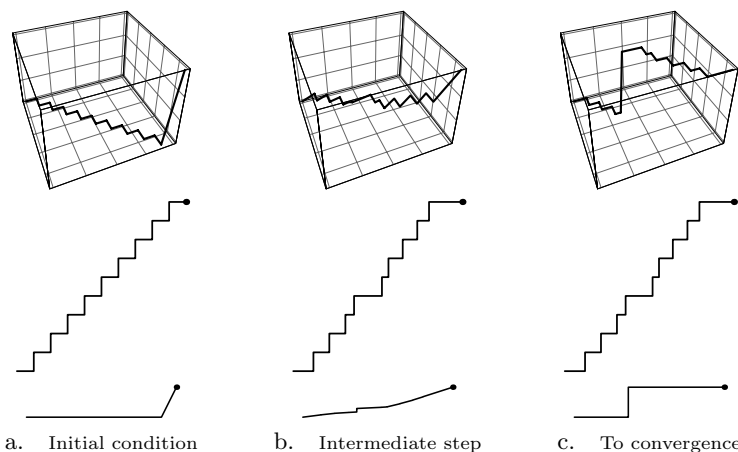 a. Initial condition
b. Intermediate step
c. To convergence